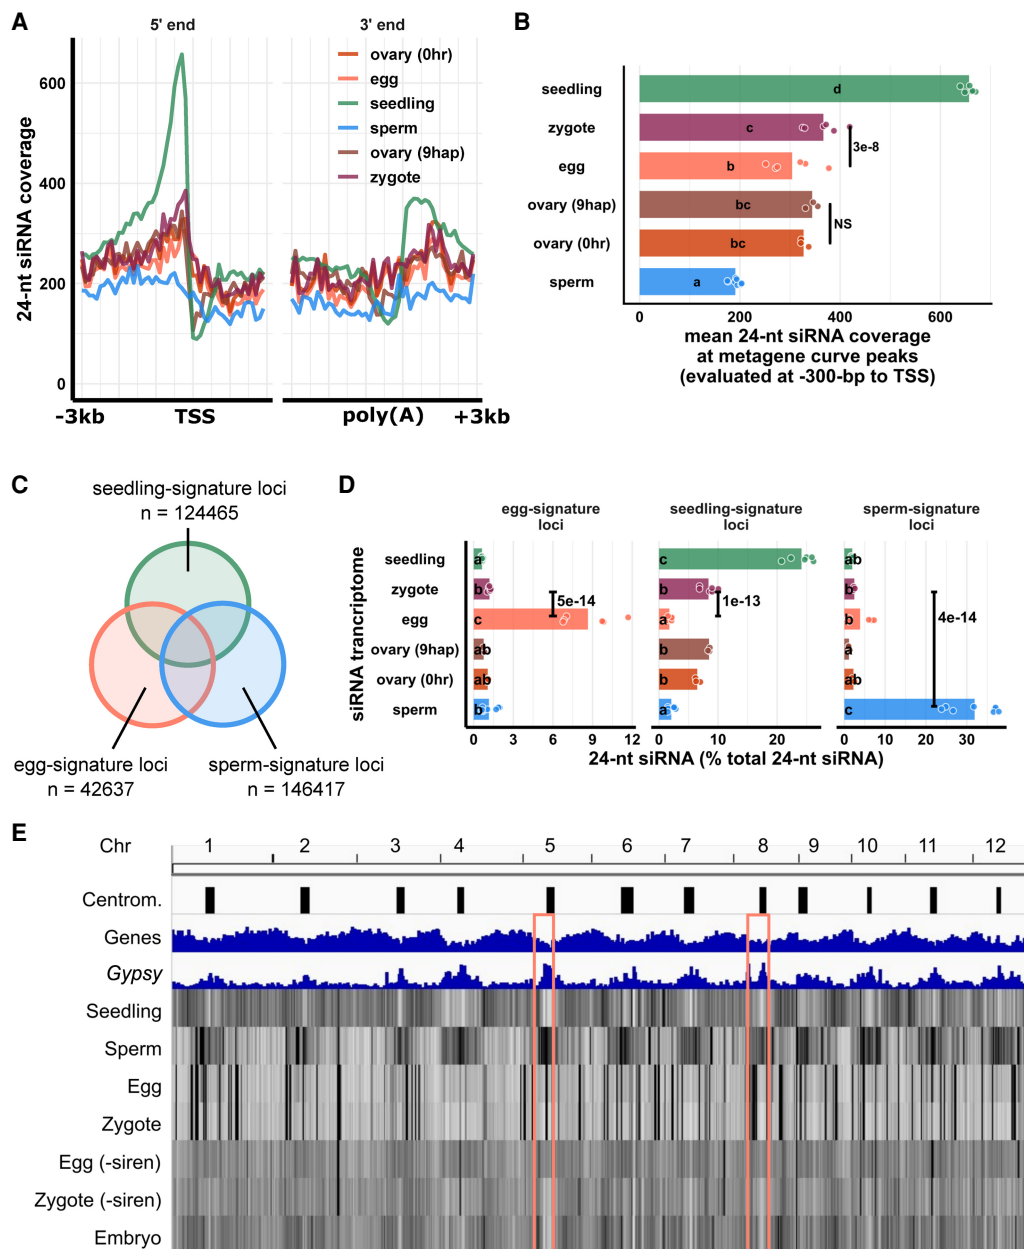 A
5' end
3' end
24-nt siRNA coverage
600
400
200
0
ovary (0hr)
egg
seedling
sperm
ovary (9hap)
zygote
-3kb
TSS
poly(A)
+3kb
B
seedling
d
zygote
c
3e-8
egg
b
ovary (9hap)
bc
NS
ovary (0hr)
bc
sperm
a
0
200
400
600
mean 24-nt siRNA coverage
at metagene curve peaks
(evaluated at -300-bp to TSS)
C
seedling-signature loci
n = 124465
egg-signature loci
n = 42637
sperm-signature loci
n = 146417
D
egg-signature
loci
seedling-signature
loci
sperm-signature
loci
siRNA trancriptome
seedling
a
c
ab
zygote
b
b
b
5e-14
1e-13
4e-14
egg
c
a
b
ovary (9hap)
ab
b
a
ovary (0hr)
ab
b
ab
sperm
b
a
c
0 3 6 9 12
0 10 20
0 10 20 30
24-nt siRNA (% total 24-nt siRNA)
E
Chr 1 2 3 4 5 6 7 8 9 10 11 12
Centrom.
Genes
Gypsy
Seedling
Sperm
Egg
Zygote
Egg (-siren)
Zygote (-siren)
Embryo